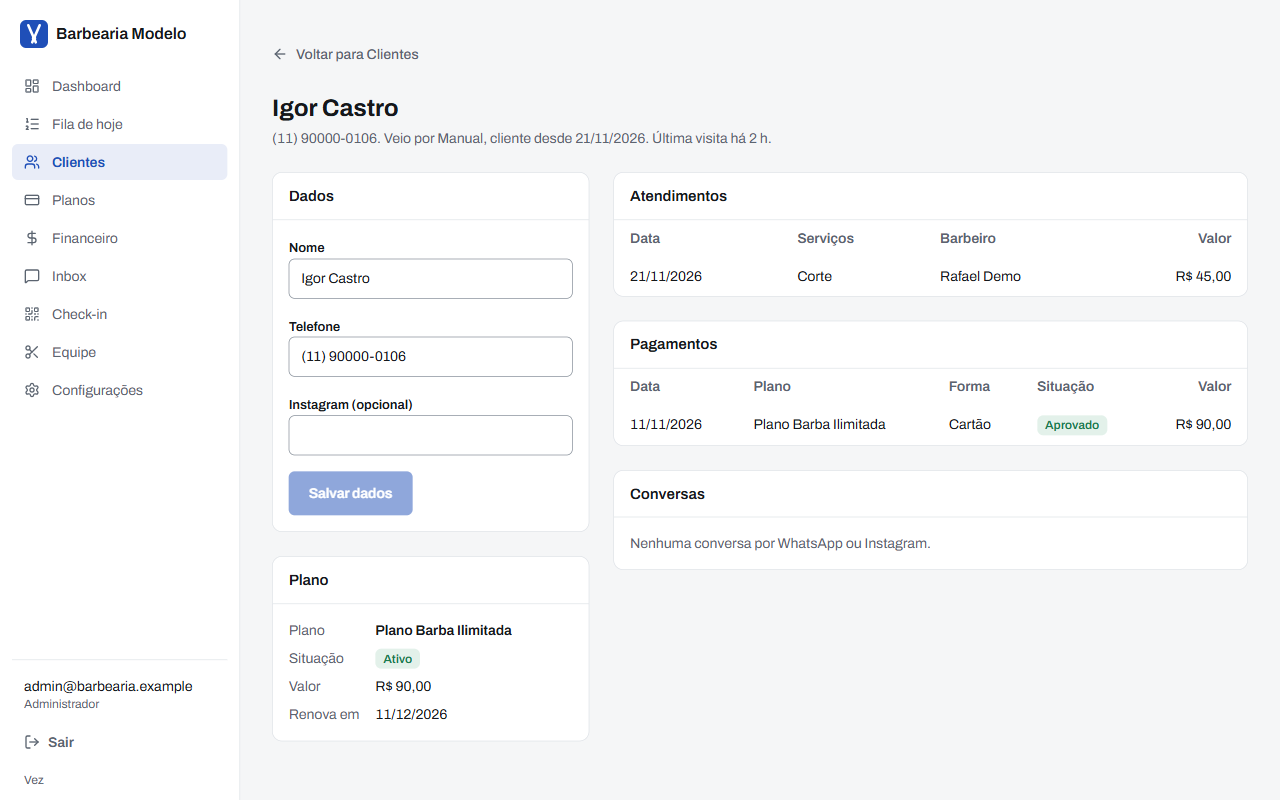 Barbearia Modelo
Dashboard
Fila de hoje
Clientes
Planos
Financeiro
Inbox
Check-in
Equipe
Configurações
admin@barbearia.example
Administrador
Sair
Vez
Voltar para Clientes
Igor Castro
(11) 90000-0106. Veio por Manual, cliente desde 21/11/2026. Última visita há 2 h.
Dados
Nome
Igor Castro
Telefone
(11) 90000-0106
Instagram (opcional)
Salvar dados
Plano
Plano Plano Barba Ilimitada
Situação Ativo
Valor R$ 90,00
Renova em 11/12/2026
Atendimentos
Data Serviços Barbeiro Valor
21/11/2026 Corte Rafael Demo R$ 45,00
Pagamentos
Data Plano Forma Situação Valor
11/11/2026 Plano Barba Ilimitada Cartão Aprovado R$ 90,00
Conversas
Nenhuma conversa por WhatsApp ou Instagram.